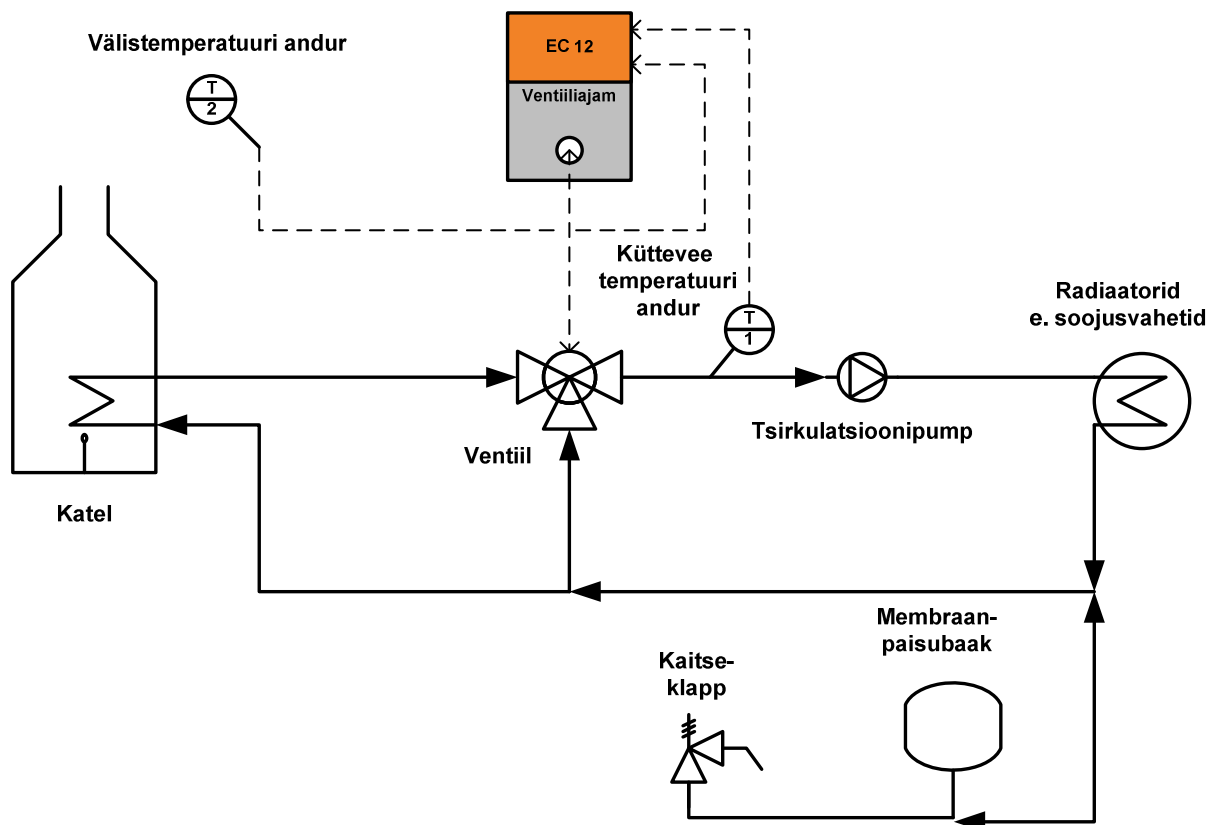 Välistemperatuuri andur
T
2
EC 12
Ventiiliajam
Küttevee
temperatuuri
andur
T
1
Radiaatorid
e. soojusvahetid
Tsirkulatsioonipump
Ventiil
Katel
Membraan-
paisubaak
Kaitse-
klapp